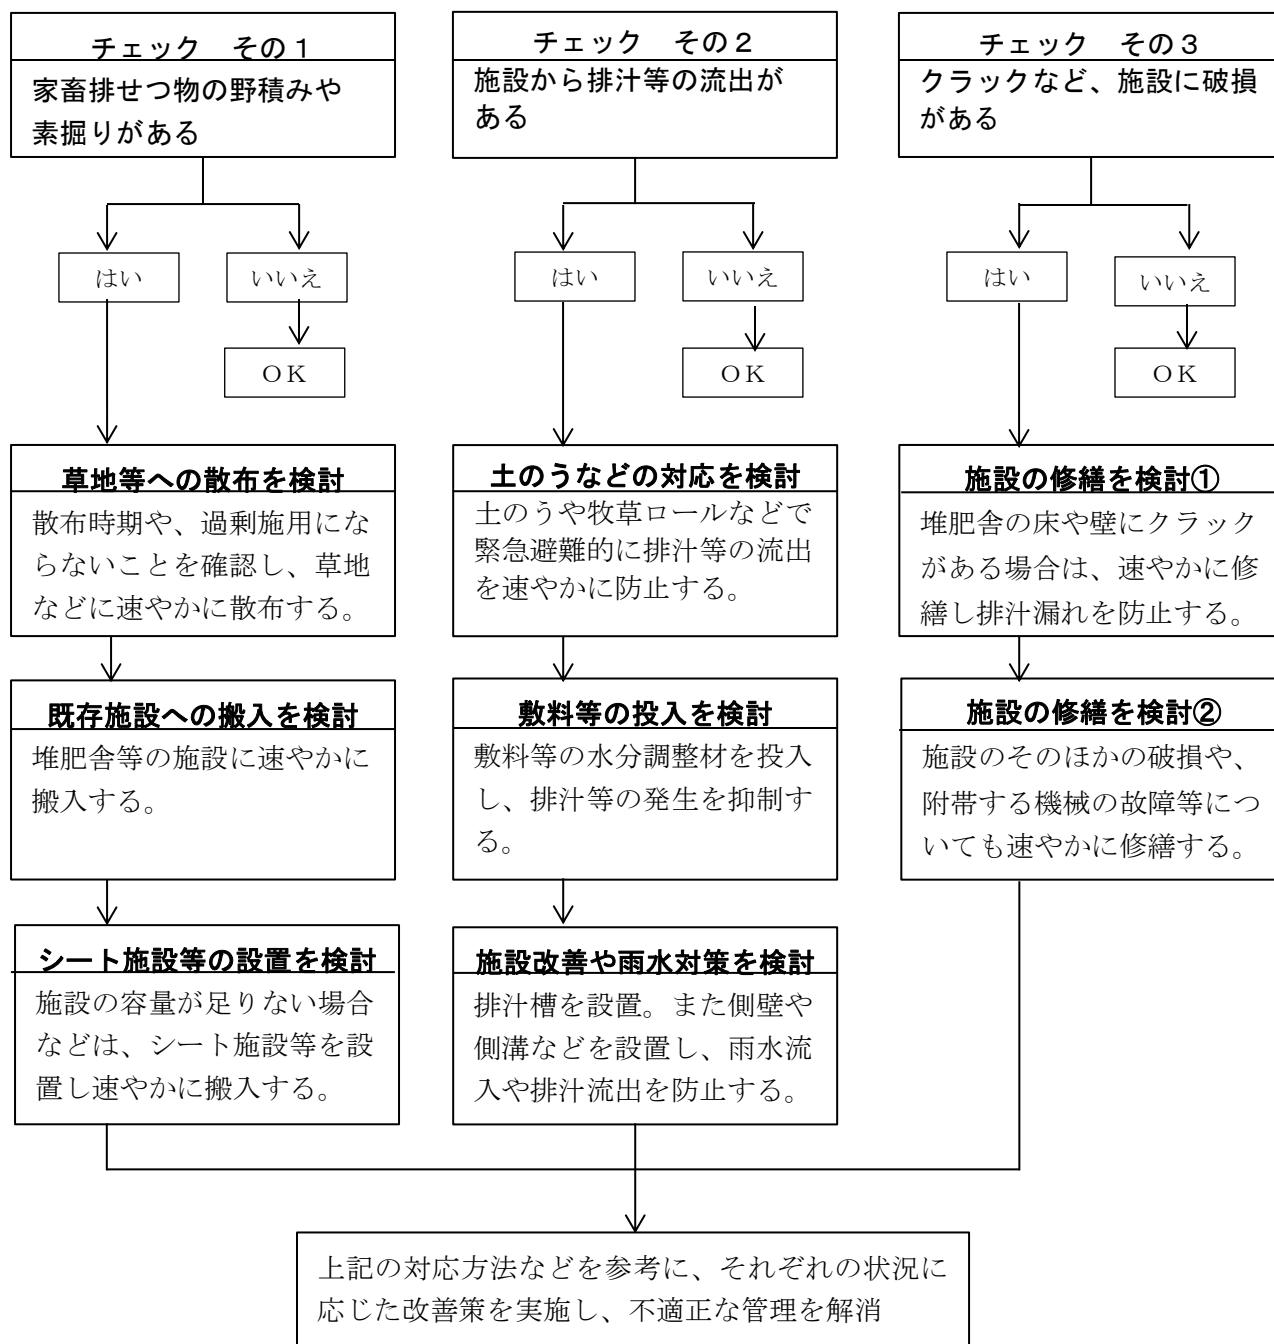 チェック　その１
家畜排せつ物の野積みや
素掘りがある
はい
いいえ
ＯＫ
草地等への散布を検討
散布時期や、過剰施用にな
らないことを確認し、草地
などに速やかに散布する。
既存施設への搬入を検討
堆肥舎等の施設に速やかに
搬入する。
シート施設等の設置を検討
施設の容量が足りない場合
などは、シート施設等を設
置し速やかに搬入する。
チェック　その２
施設から排汁等の流出が
ある
はい
いいえ
ＯＫ
土のうなどの対応を検討
土のうや牧草ロールなどで
緊急避難的に排汁等の流出
を速やかに防止する。
敷料等の投入を検討
敷料等の水分調整材を投入
し、排汁等の発生を抑制す
る。
施設改善や雨水対策を検討
排汁槽を設置。また側壁や
側溝などを設置し、雨水流
入や排汁流出を防止する。
チェック　その３
クラックなど、施設に破損
がある
はい
いいえ
ＯＫ
施設の修繕を検討①
堆肥舎の床や壁にクラック
がある場合は、速やかに修
繕し排汁漏れを防止する。
施設の修繕を検討②
施設のそのほかの破損や、
附帯する機械の故障等につ
いても速やかに修繕する。
上記の対応方法などを参考に、それぞれの状況に
応じた改善策を実施し、不適正な管理を解消